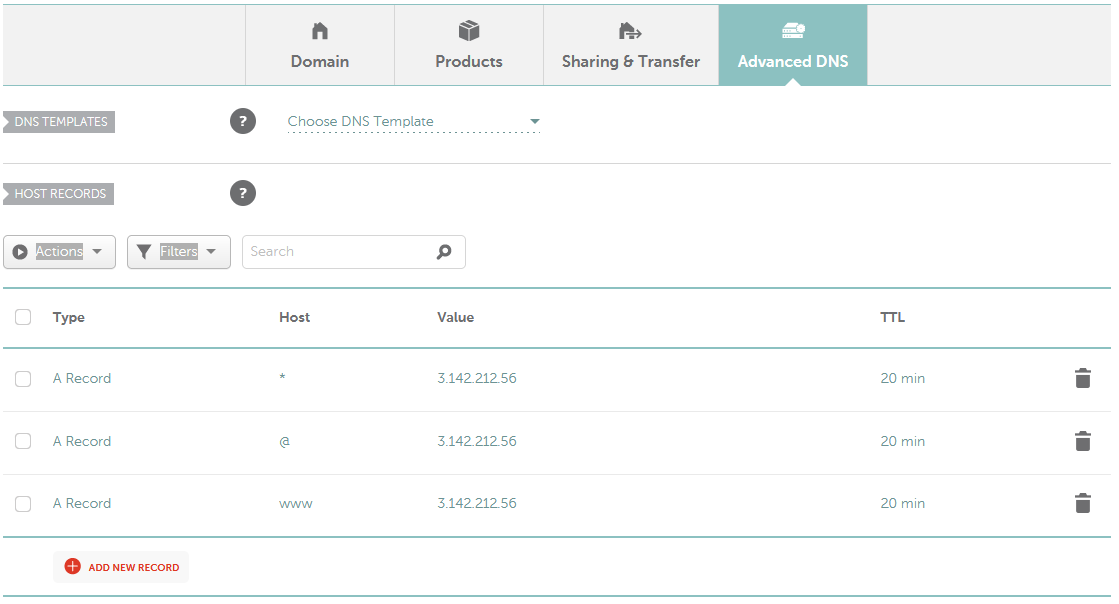 Domain Products Sharing & Transfer Advanced DNS
DNS TEMPLATES ? Choose DNS Template
HOST RECORDS ?
Actions Filters Search
Type Host Value TTL
A Record * 3.142.212.56 20 min
A Record @ 3.142.212.56 20 min
A Record www 3.142.212.56 20 min
ADD NEW RECORD